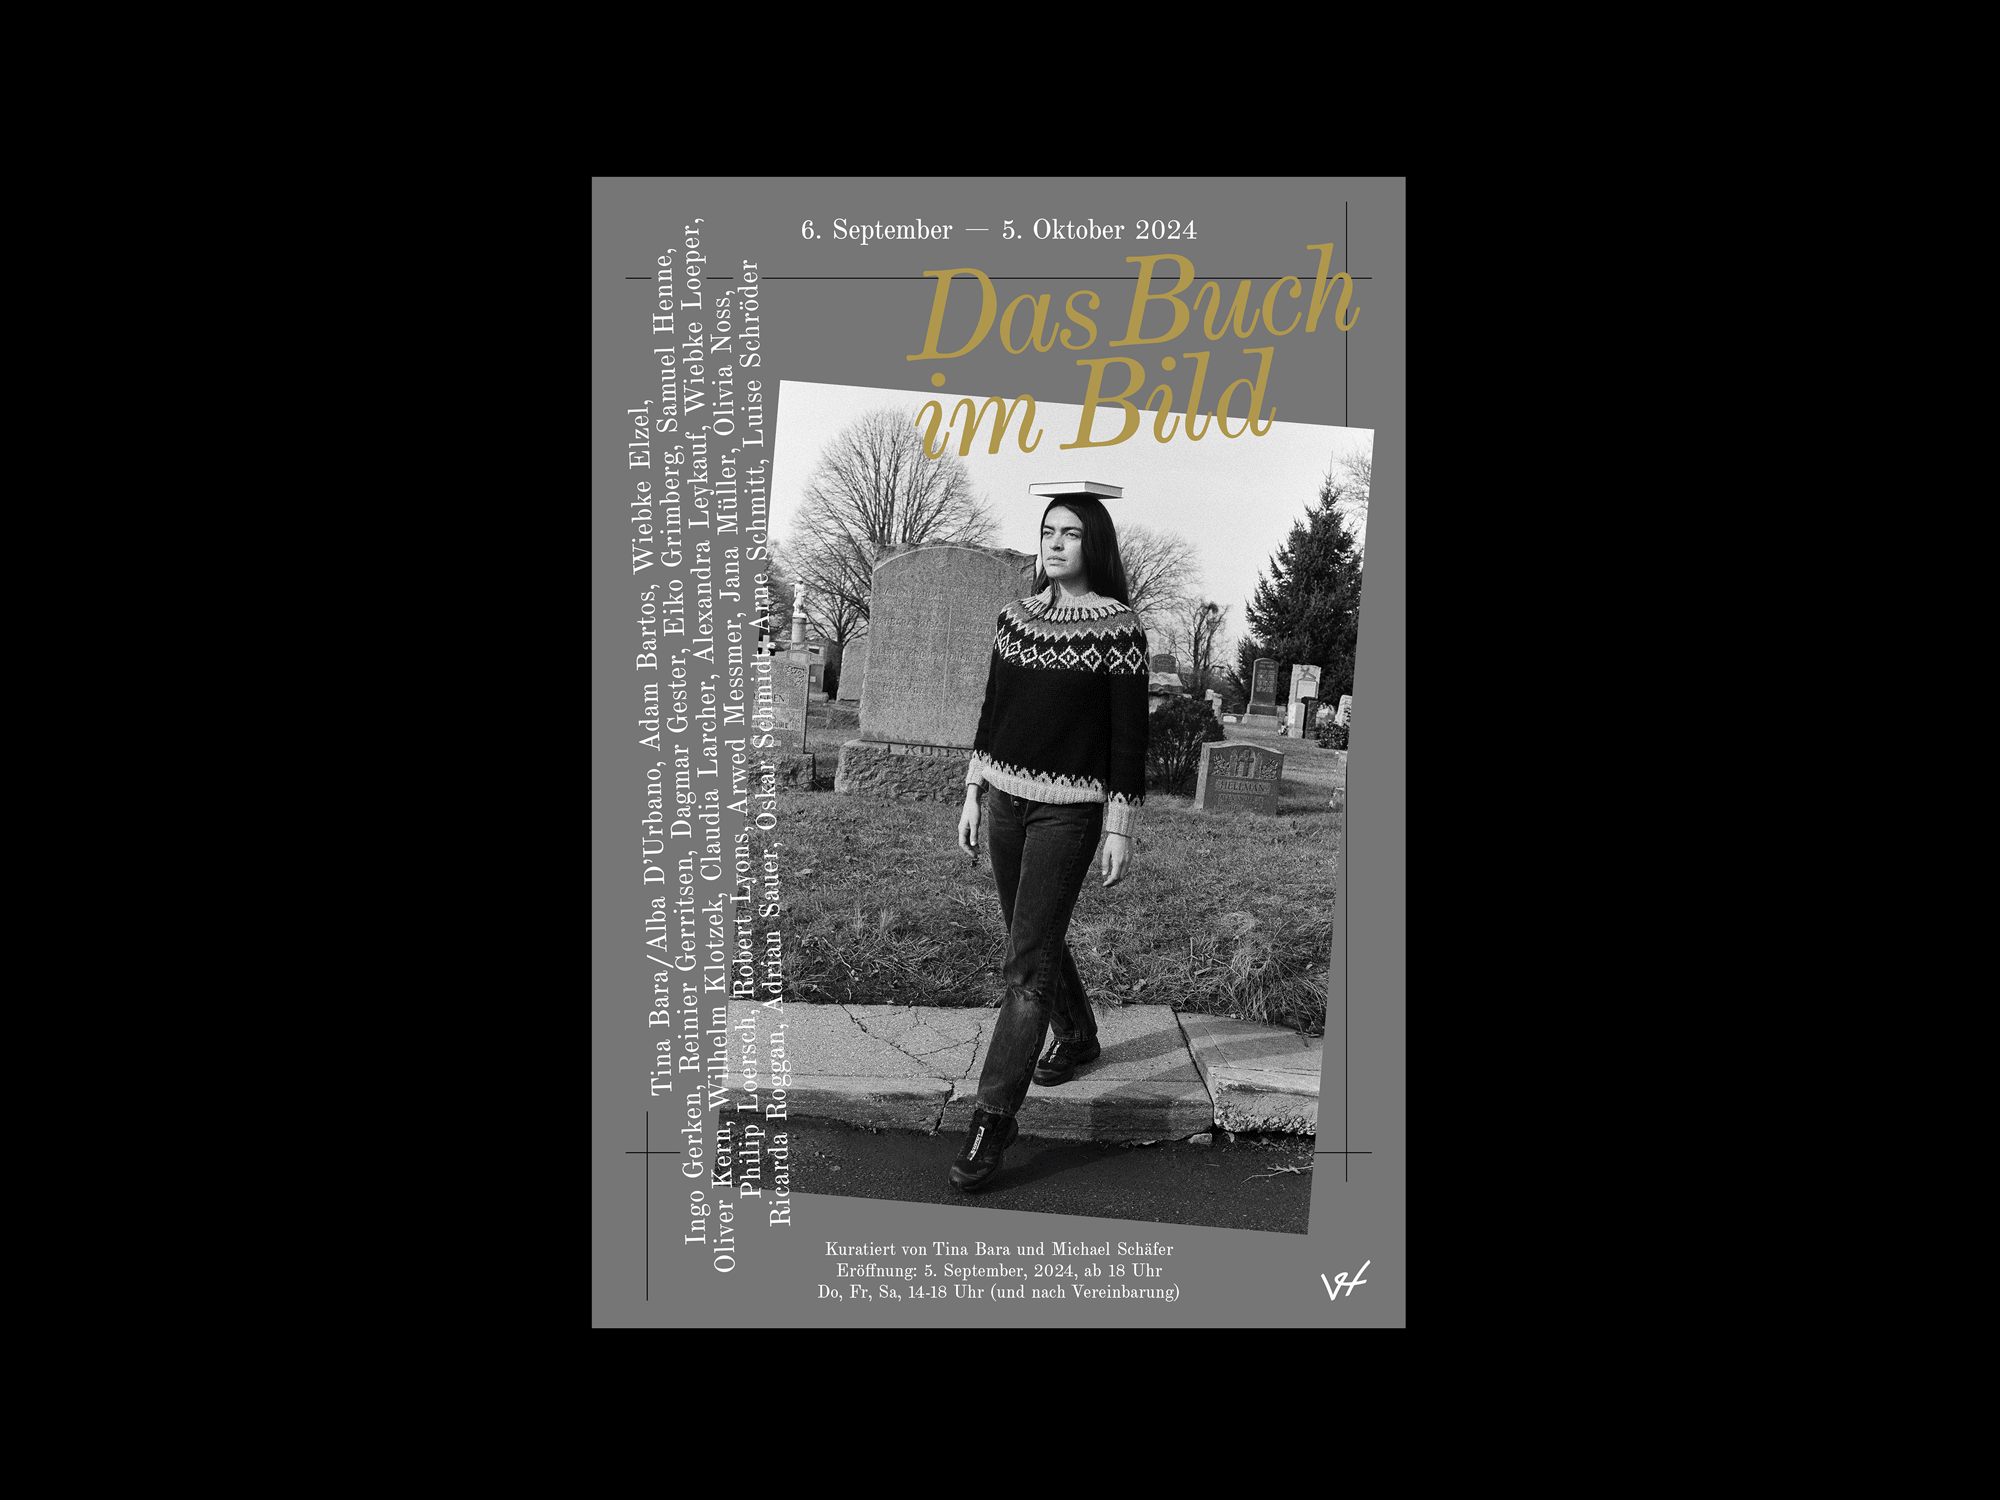 6. September — 5. Oktober 2024
Das Buch
im Bild
Tina Bara/Alba D’Urbano, Adam Bartos, Wiebke Elzel,
Ingo Gerken, Reinier Gerritsen, Dagmar Gester, Eiko Grimberg, Samuel Henne,
Oliver Kern, Wilhelm Klotzek, Claudia Larcher, Alexandra Leykauf, Wiebke Loeper,
Philip Loersch, Robert Lyons, Arwed Messmer, Jana Müller, Olivia Noss,
Ricarda Roggan, Adrian Sauer, Oskar Schmidt, Arne Schmitt, Luise Schröder
HELLMAN
Kuratiert von Tina Bara und Michael Schäfer
Eröffnung: 5. September, 2024, ab 18 Uhr
Do, Fr, Sa, 14-18 Uhr (und nach Vereinbarung)